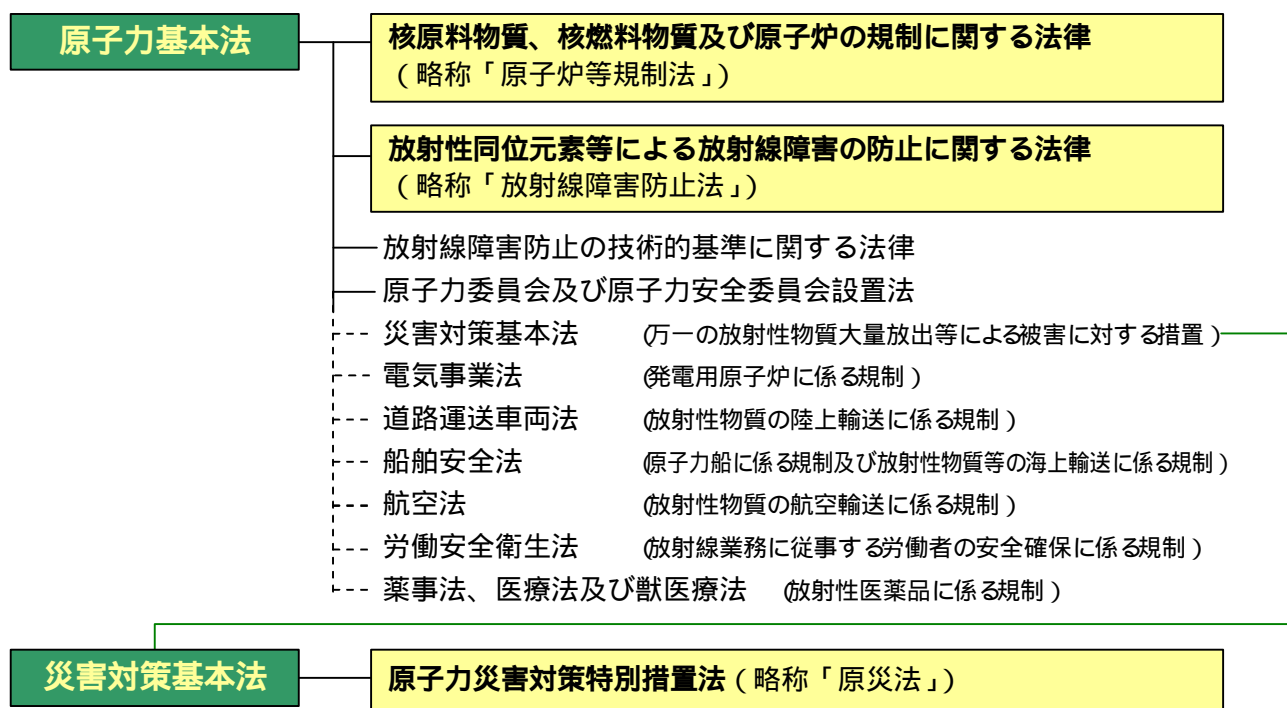 原子力基本法
核原料物質、核燃料物質及び原子炉の規制に関する法律
(略称「原子炉等規制法」)
放射性同位元素等による放射線障害の防止に関する法律
(略称「放射線障害防止法」)
放射線障害防止の技術的基準に関する法律
原子力委員会及び原子力安全委員会設置法
災害対策基本法 (万一の放射性物質大量放出等による被害に対する措置)
電気事業法 (発電用原子炉に係る規制)
道路運送車両法 (放射性物質の陸上輸送に係る規制)
船舶安全法 (原子力船に係る規制及び放射性物質等の海上輸送に係る規制)
航空法 (放射性物質の航空輸送に係る規制)
労働安全衛生法 (放射線業務に従事する労働者の安全確保に係る規制)
薬事法、医療法及び獣医療法 (放射性医薬品に係る規制)
災害対策基本法
原子力災害対策特別措置法(略称「原災法」)